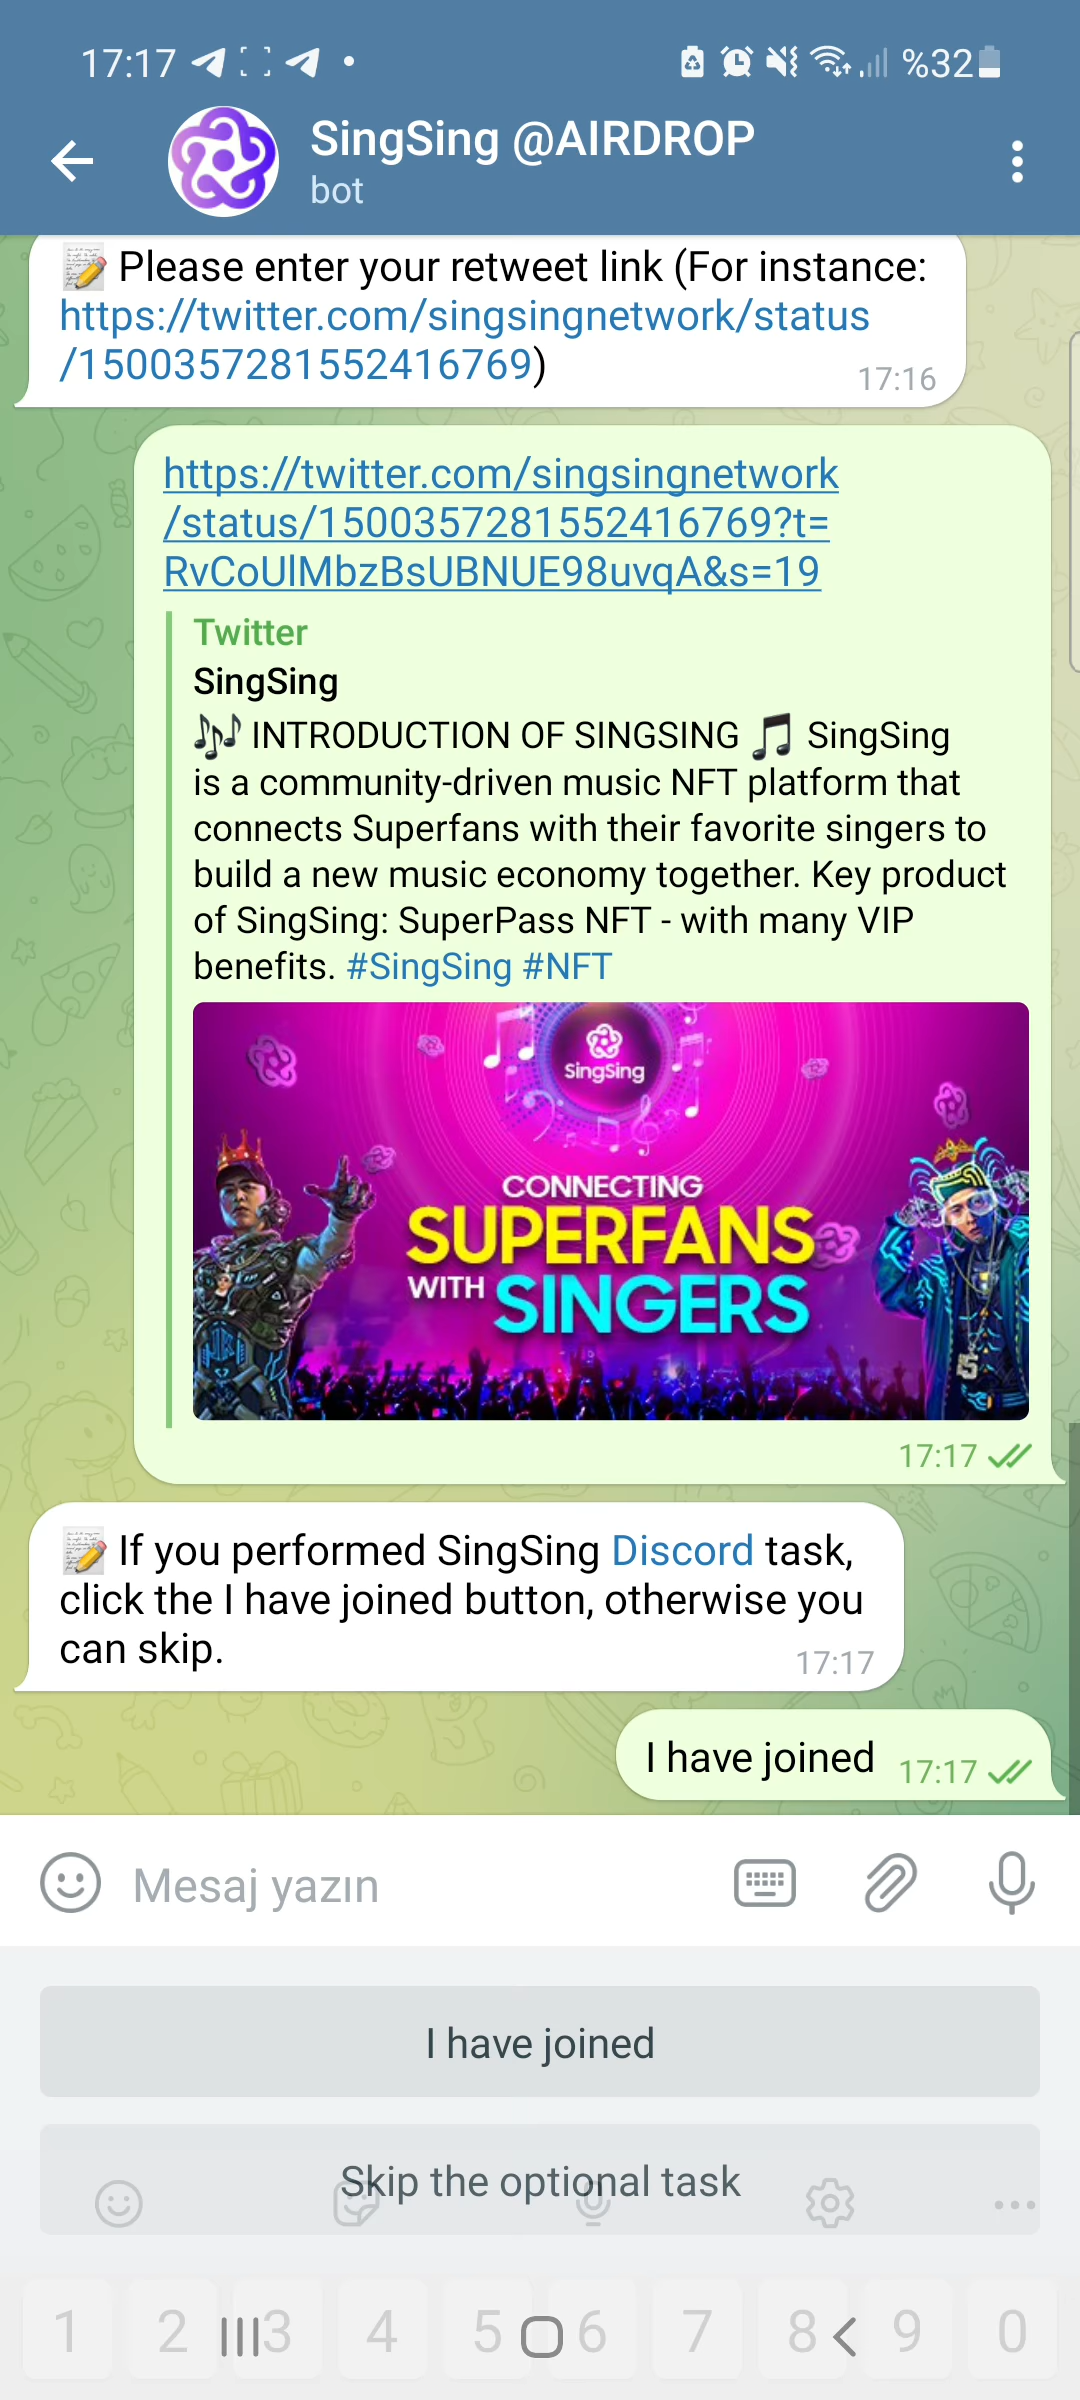 17:17
%32
SingSing @AIRDROP
bot
Please enter your retweet link (For instance:
https://twitter.com/singsingnetwork/status
/1500357281552416769)
17:16
https://twitter.com/singsingnetwork
/status/1500357281552416769?t=
RvCoUlMbzBsUBNUE98uvqA&s=19
Twitter
SingSing
INTRODUCTION OF SINGSING 🎵 SingSing
is a community-driven music NFT platform that
connects Superfans with their favorite singers to
build a new music economy together. Key product
of SingSing: SuperPass NFT - with many VIP
benefits. #SingSing #NFT
SingSing
CONNECTING
SUPERFANS
WITH SINGERS
17:17
If you performed SingSing Discord task,
click the I have joined button, otherwise you
can skip.
17:17
I have joined 17:17
Mesaj yazın
I have joined
Skip the optional task
1 2 3 4 5 6 7 8 9 0